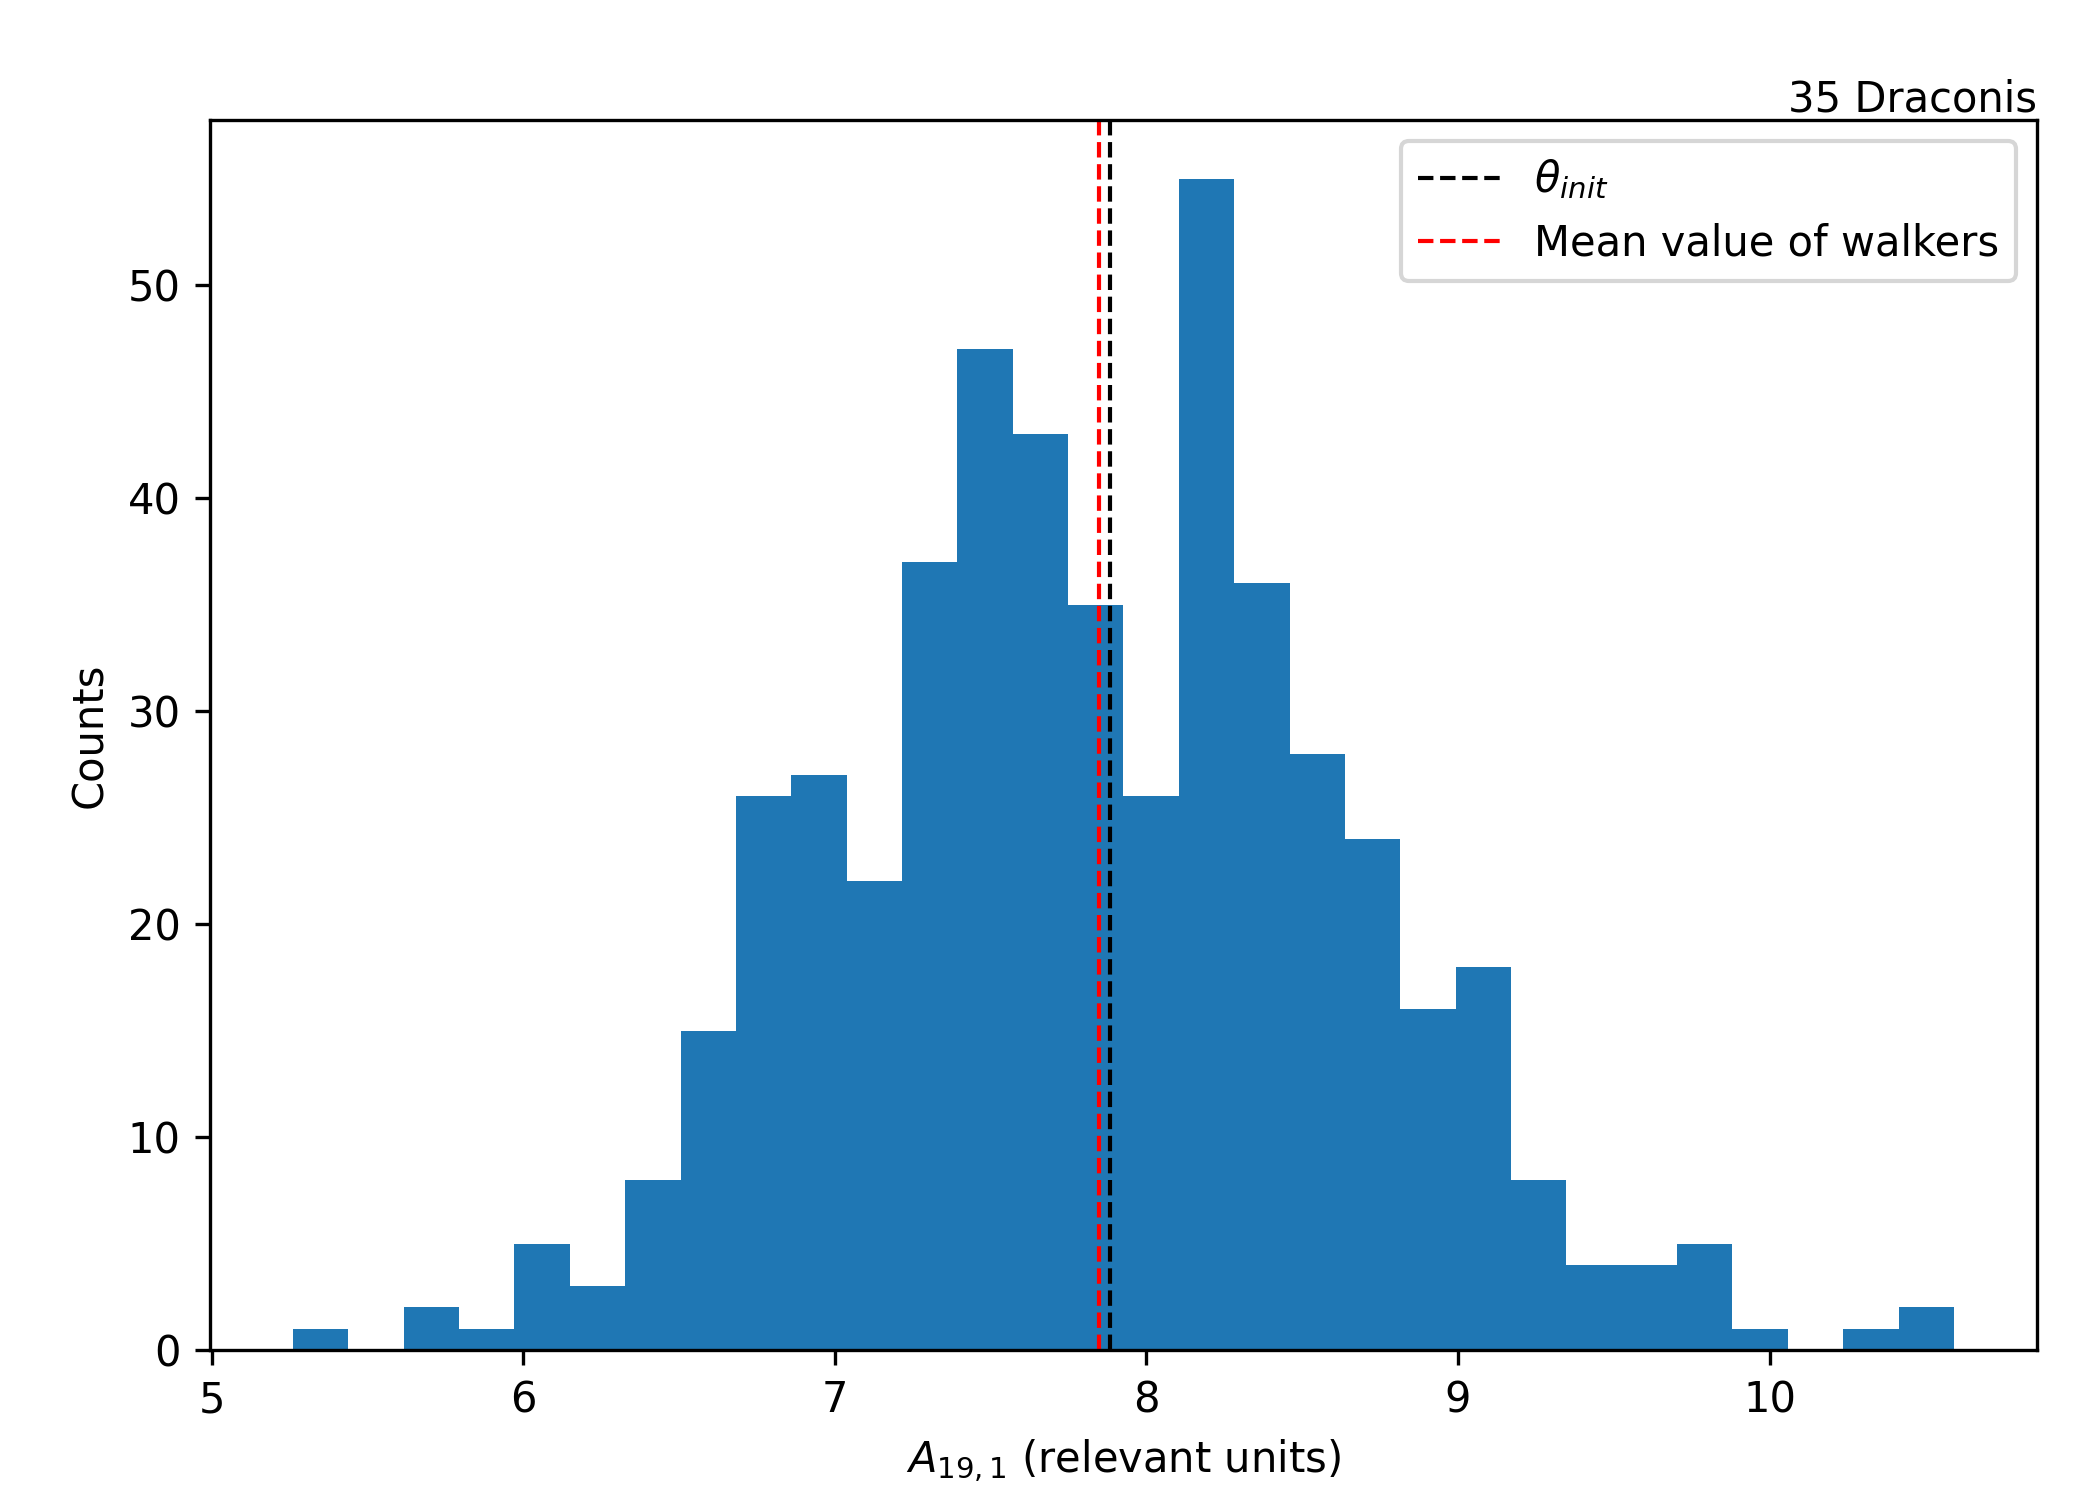 35 Draconis
θinit
Mean value of walkers
50
40
30
20
10
0
Counts
5 6 7 8 9 10
A19,1 (relevant units)